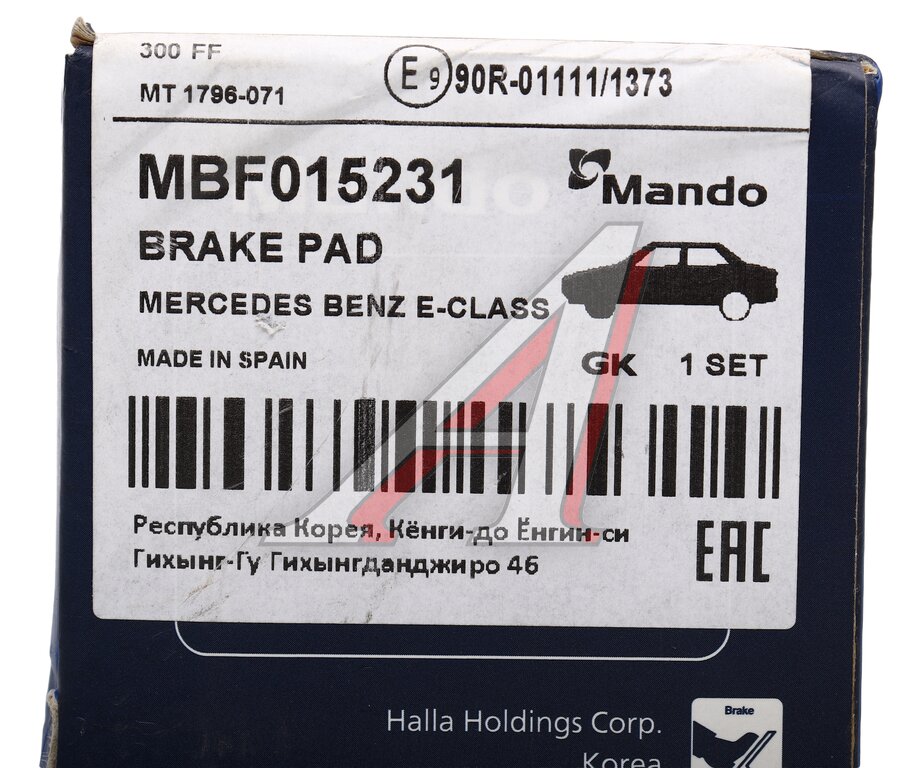 300 FF
E9 90R-01111/1373
MT 1796-071
MBF015231
Mando
BRAKE PAD
MERCEDES BENZ E-CLASS
MADE IN SPAIN
GK 1 SET
Республика Корея, Кёнги-до Ёнгин-си
Гихынг-Гу Гихынгданджиро 46
EAC
Halla Holdings Corp.
Korea
Brake